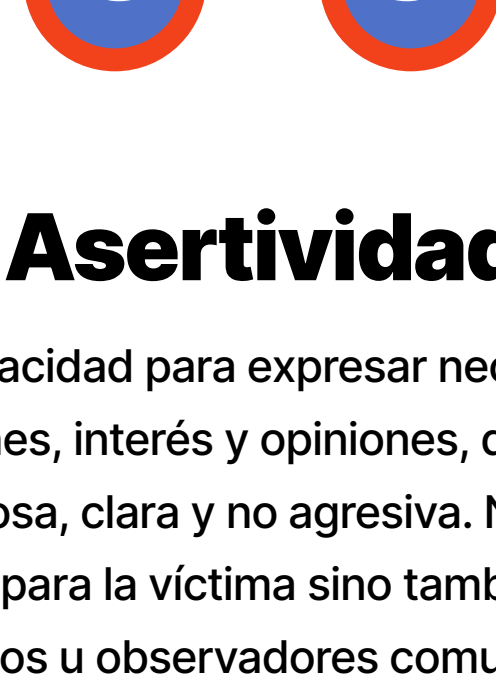 Asertividad
acidad para expresar nec
es, interés y opiniones, d
osa, clara y no agresiva. N
para la víctima sino tamb
os u observadores comu